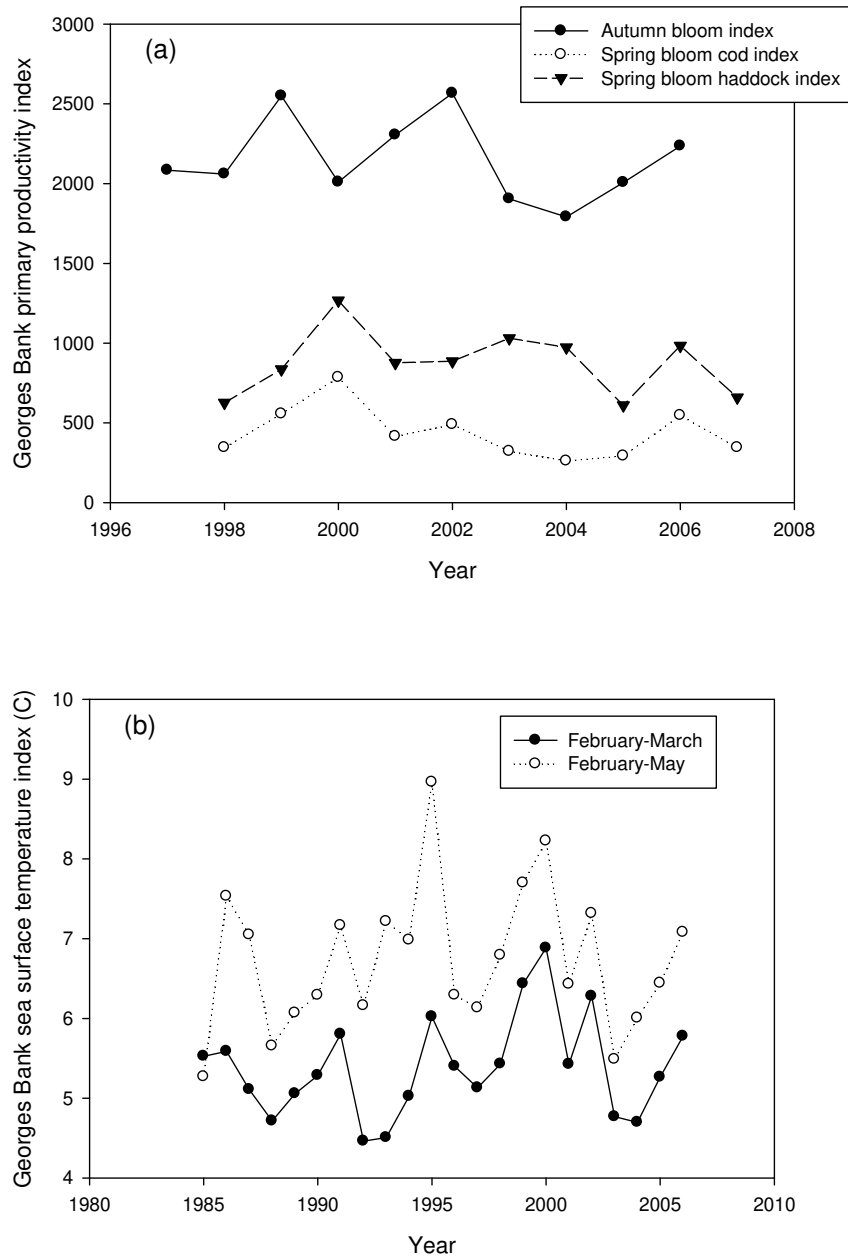 (a)
Autumn bloom index
Spring bloom cod index
Spring bloom haddock index
Georges Bank primary productivity index
3000
2500
2000
1500
1000
500
0
1996 1998 2000 2002 2004 2006 2008
Year
(b)
February-March
February-May
Georges Bank sea surface temperature index (C)
10
9
8
7
6
5
4
1980 1985 1990 1995 2000 2005 2010
Year